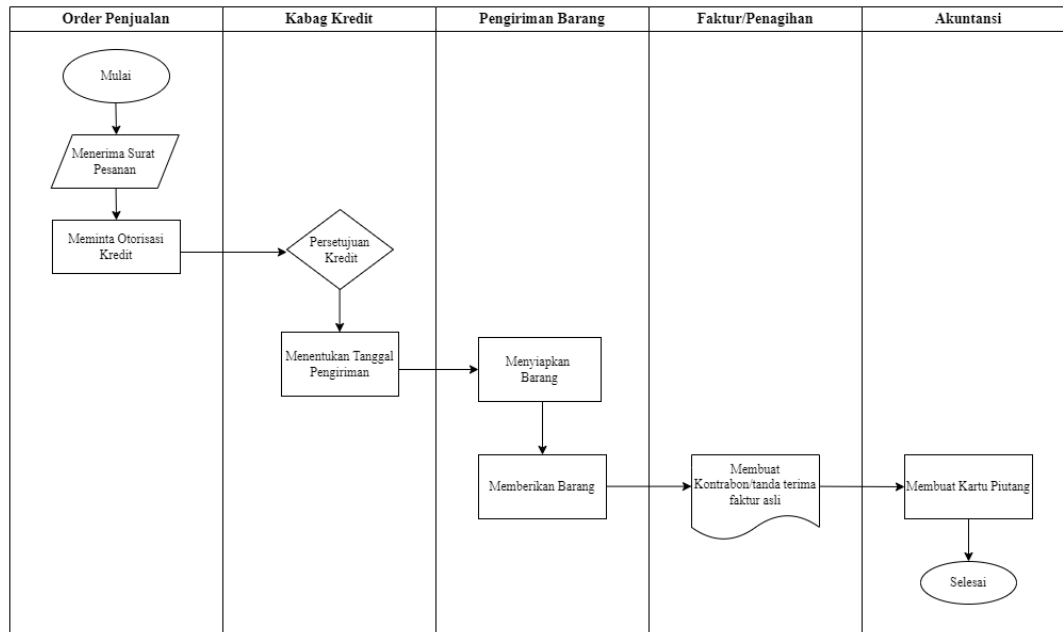 Order Penjualan
Kabag Kredit
Pengiriman Barang
Faktur/Penagihan
Akuntansi
Mulai
Menerima Surat
Pesanan
Meminta Otorisasi
Kredit
Persetujuan
Kredit
Menentukan Tanggal
Pengiriman
Menyiapkan
Barang
Memberikan Barang
Membuat
Kontrabon/tanda terima
faktur asli
Membuat Kartu Piutang
Selesai